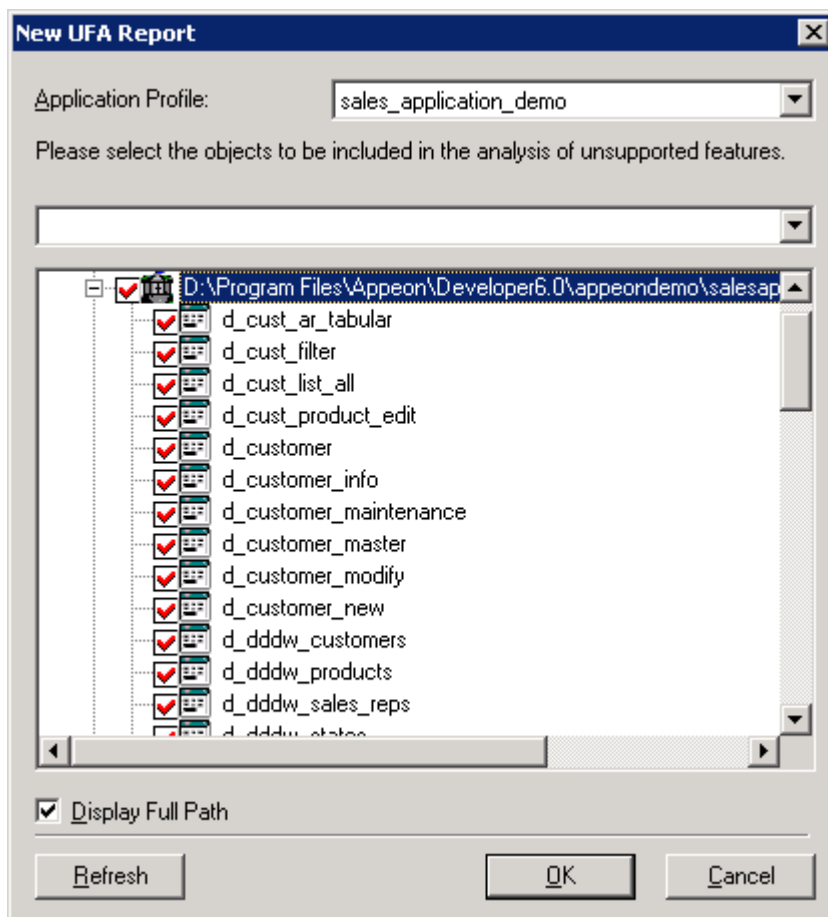 New UFA Report
Application Profile:
sales_application_demo
Please select the objects to be included in the analysis of unsupported features.
D:\Program Files\Appeon\Developer6.0\appeondemo\salesap
d_cust_ar_tabular
d_cust_filter
d_cust_list_all
d_cust_product_edit
d_customer
d_customer_info
d_customer_maintenance
d_customer_master
d_customer_modify
d_customer_new
d_dddw_customers
d_dddw_products
d_dddw_sales_reps
d_dddw_states
Display Full Path
Refresh
OK
Cancel